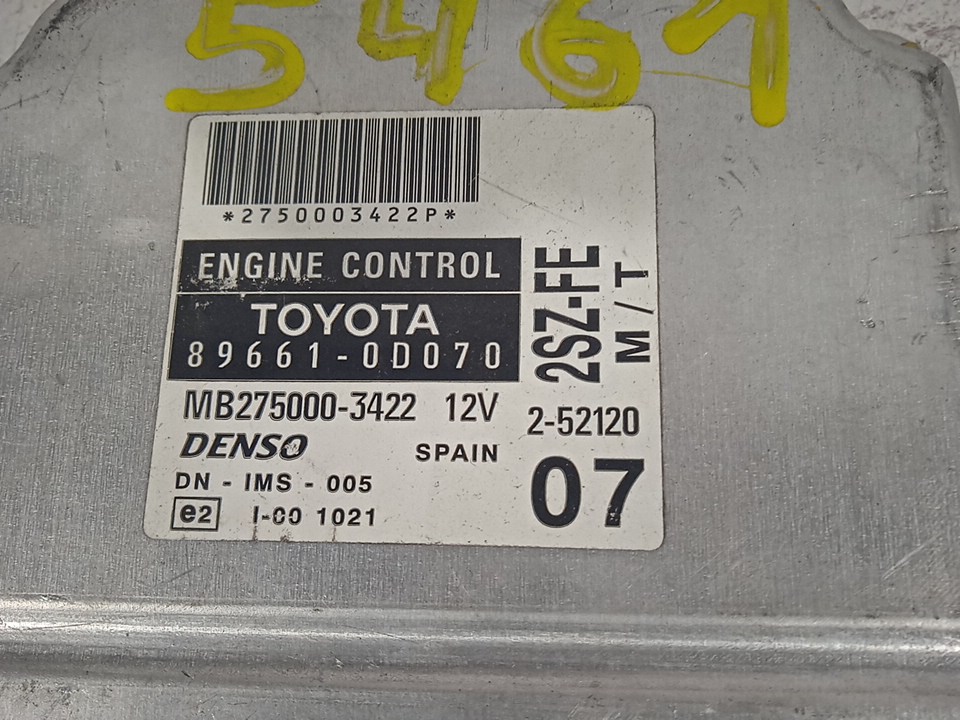 5461
*2750003422P*
ENGINE CONTROL
TOYOTA
89661-0D070
2SZ-FE
M/T
MB275000-3422 12V
2-52120
DENSO
SPAIN
07
DN - IMS - 005
e2 I-00 1021